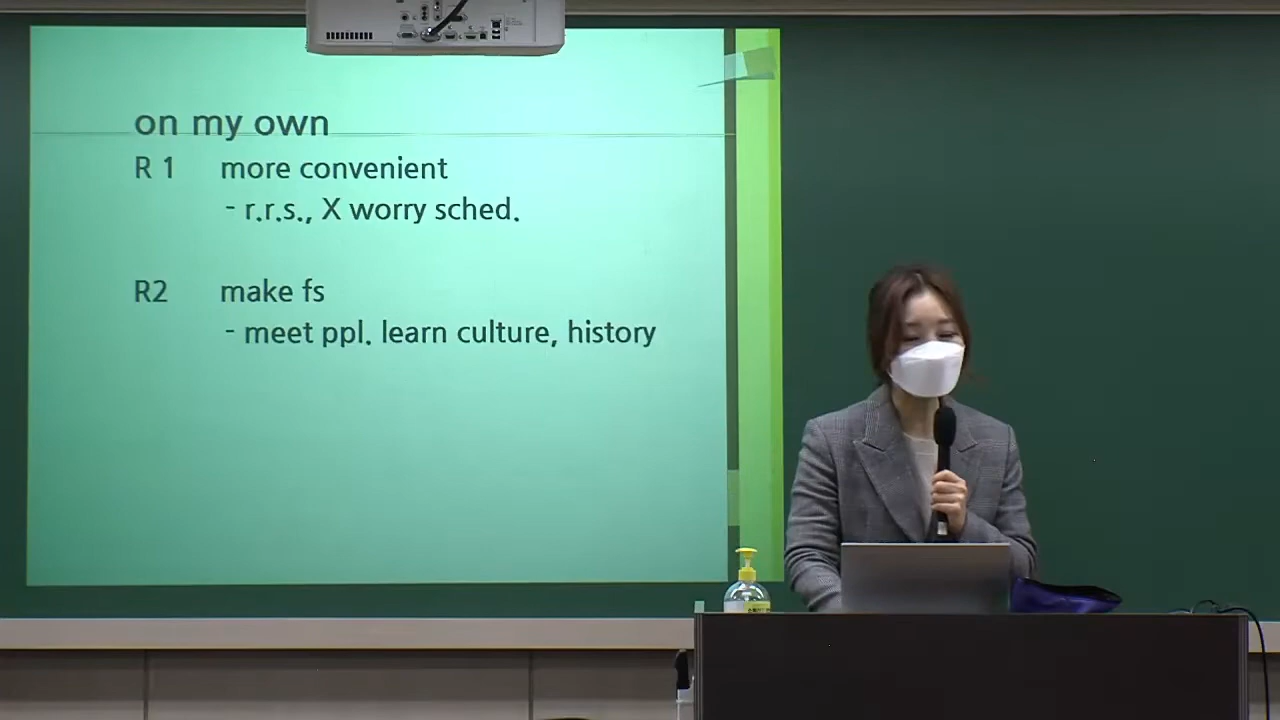 on my own
R 1 more convenient
- r.r.s., X worry sched.
R2 make fs
- meet ppl. learn culture, history